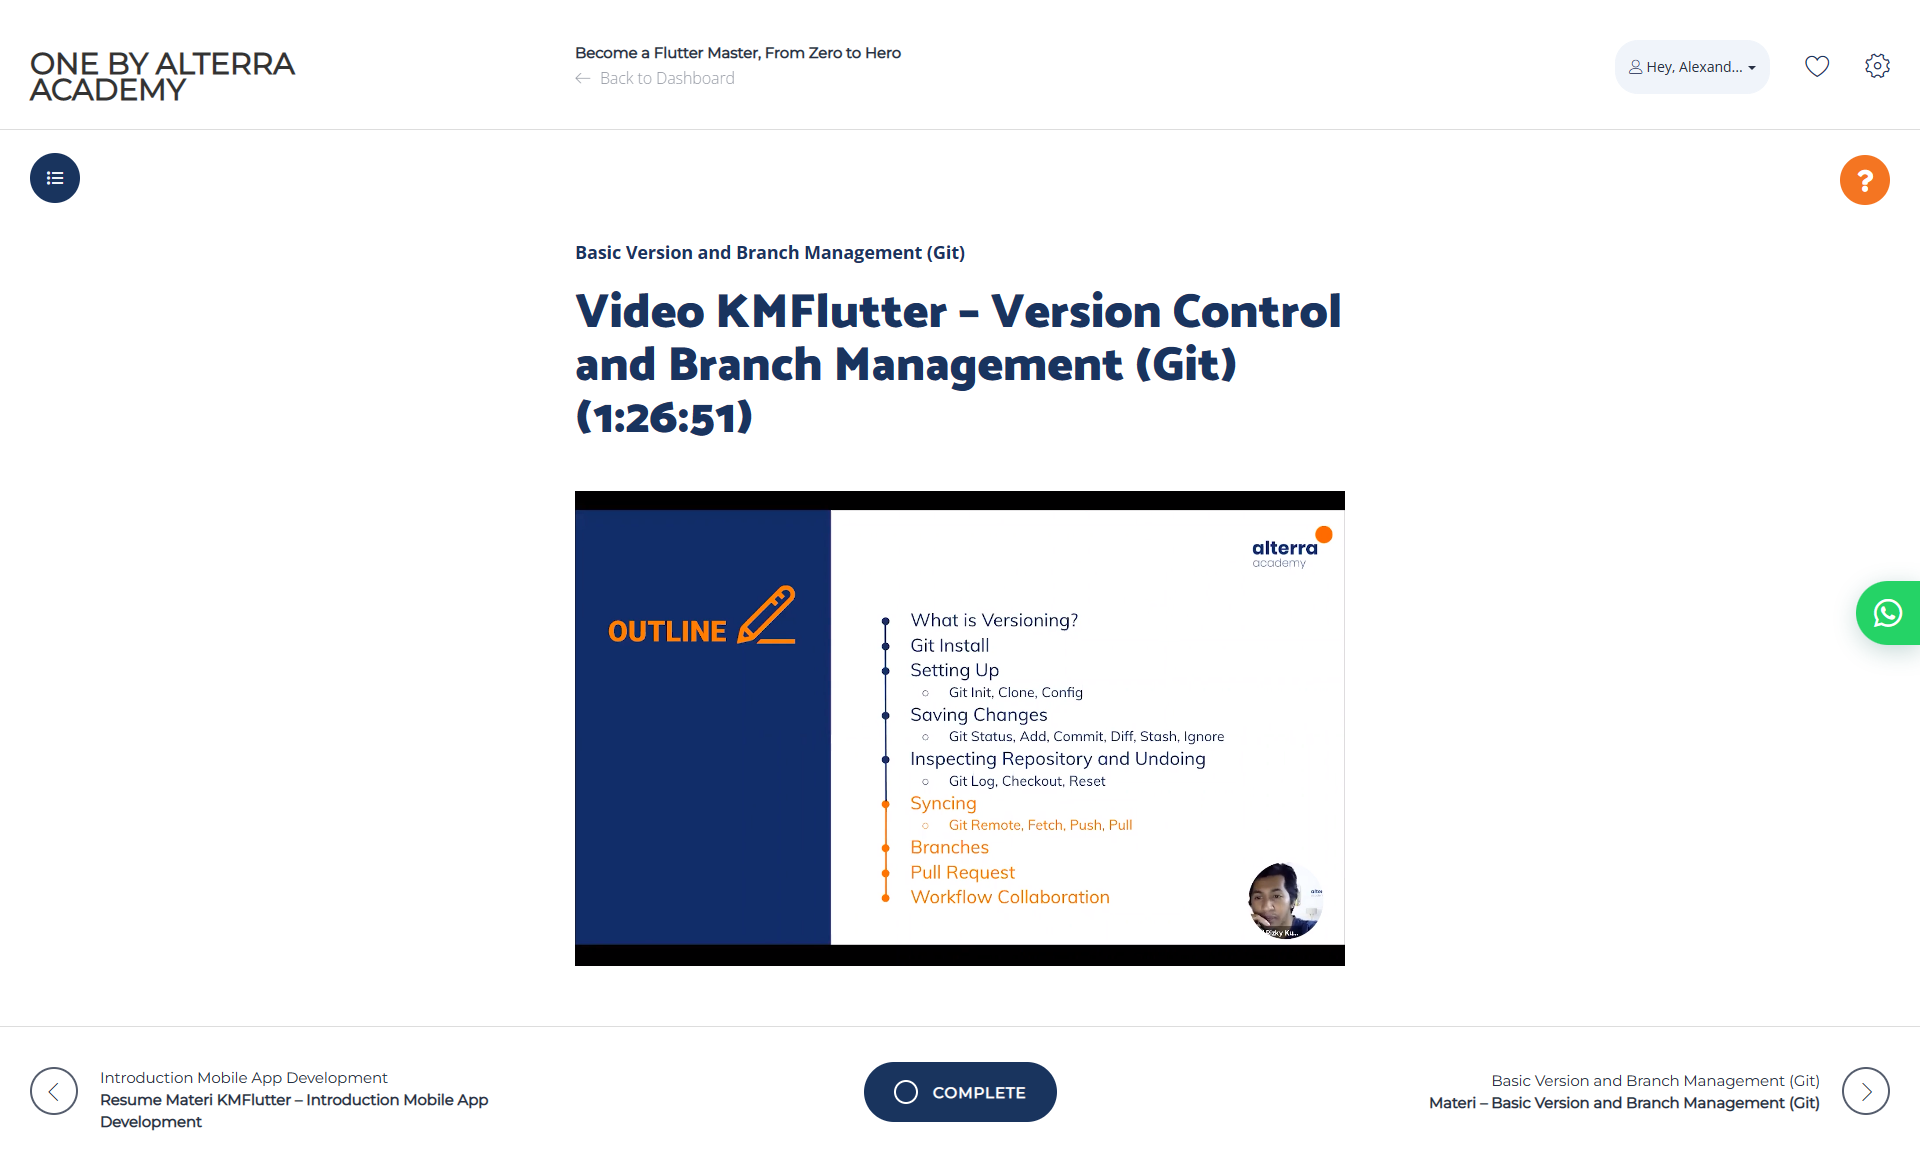 ONE BY ALTERRA
ACADEMY
Become a Flutter Master, From Zero to Hero
Back to Dashboard
Hey, Alexand...
?
Basic Version and Branch Management (Git)
Video KMFlutter – Version Control
and Branch Management (Git)
(1:26:51)
alterra
academy
OUTLINE
What is Versioning?
Git Install
Setting Up
Git Init, Clone, Config
Saving Changes
Git Status, Add, Commit, Diff, Stash, Ignore
Inspecting Repository and Undoing
Git Log, Checkout, Reset
Syncing
Git Remote, Fetch, Push, Pull
Branches
Pull Request
Workflow Collaboration
Rizky Ku...
Introduction Mobile App Development
Resume Materi KMFlutter – Introduction Mobile App
Development
COMPLETE
Basic Version and Branch Management (Git)
Materi – Basic Version and Branch Management (Git)